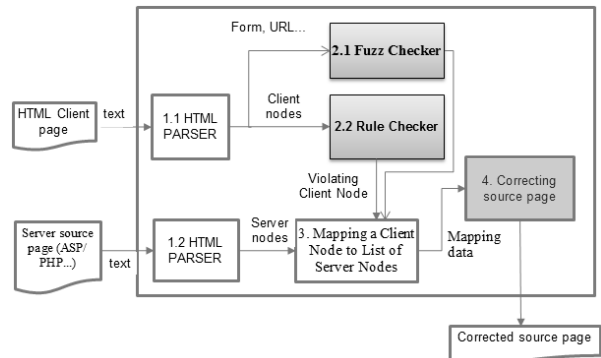 Form, URL...
2.1 Fuzz Checker
HTML Client
page
text
1.1 HTML
PARSER
Client
nodes
2.2 Rule Checker
Violating
Client Node
4. Correcting
source page
Server source
page (ASP/
PHP...)
text
1.2 HTML
PARSER
Server
nodes
3. Mapping a Client
Node to List of
Server Nodes
Mapping
data
Corrected source page